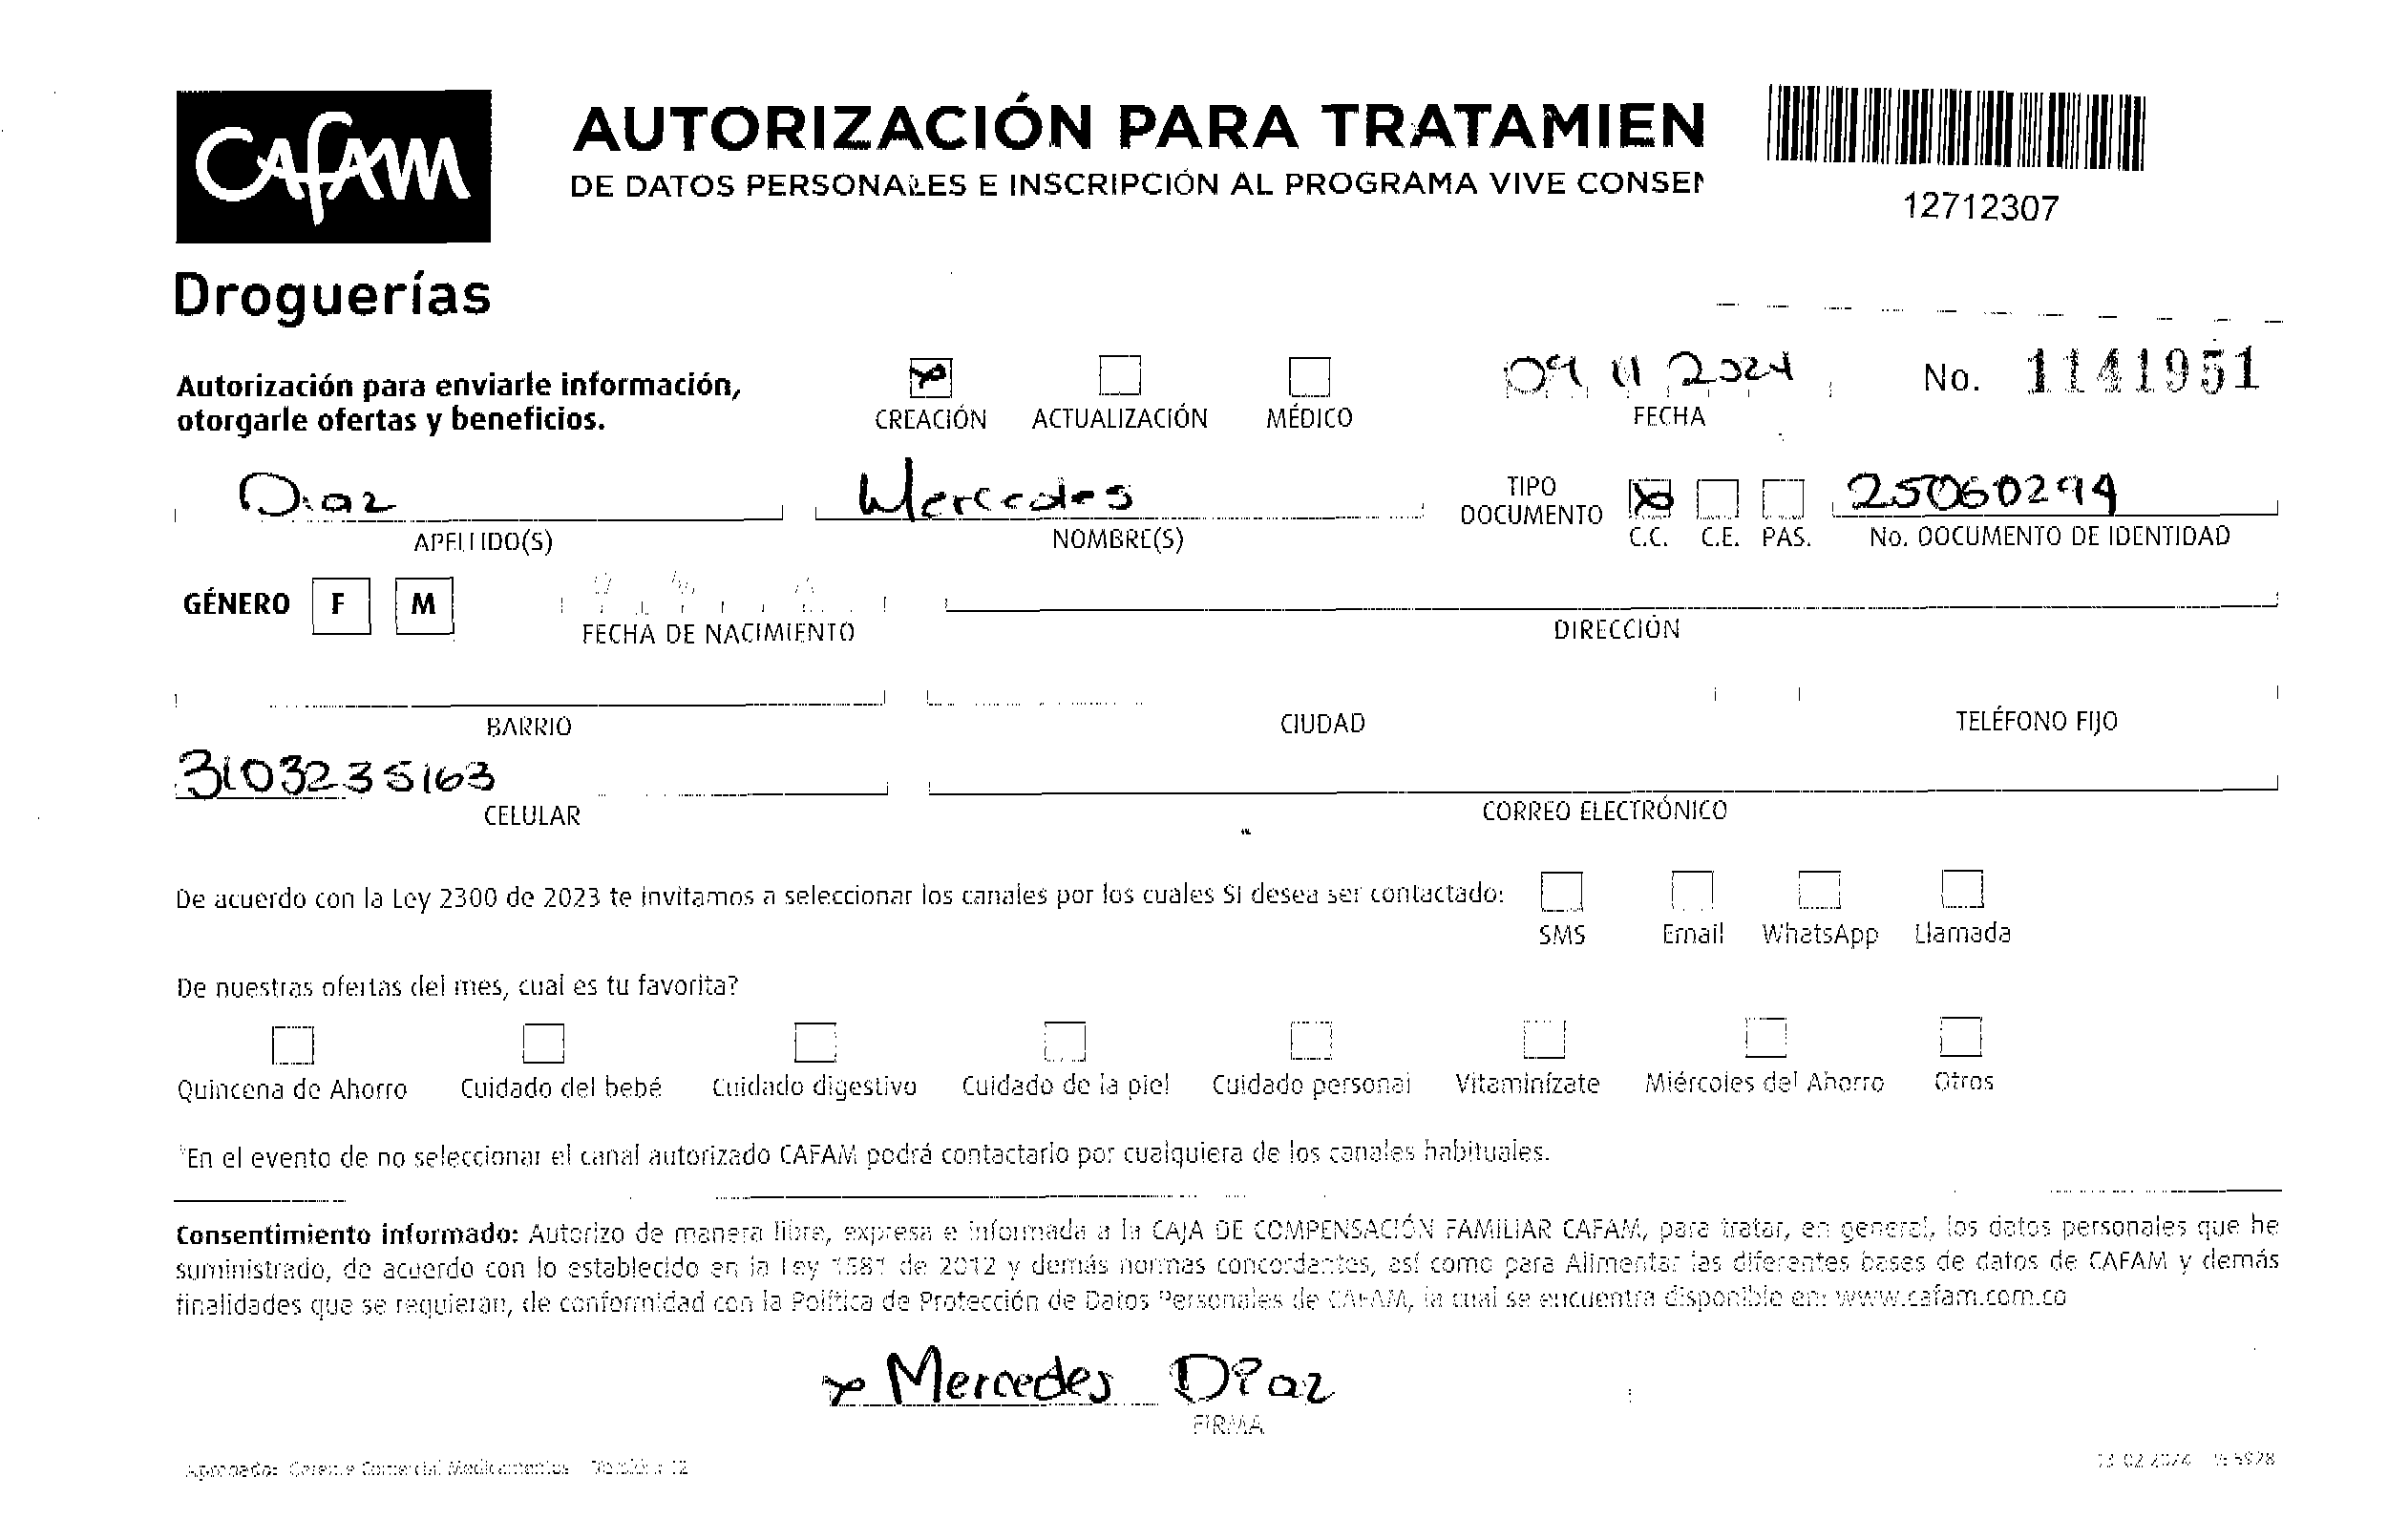 CAFAM
Droguerías
AUTORIZACIÓN PARA TRATAMIEN
DE DATOS PERSONALES E INSCRIPCIÓN AL PROGRAMA VIVE CONSEN
12712307
Autorización para enviarle información,
otorgarle ofertas y beneficios.
CREACIÓN ACTUALIZACIÓN MÉDICO
09 11 2024
FECHA
No. 1141951
Diaz Mercedes
APELLIDO(S) NOMBRE(S)
TIPO DOCUMENTO C.C. C.E. PAS.
25060294
No. DOCUMENTO DE IDENTIDAD
GÉNERO F M
D M A
FECHA DE NACIMIENTO DIRECCIÓN
BARRIO CIUDAD TELÉFONO FIJO
3103235163
CELULAR CORREO ELECTRÓNICO
De acuerdo con la Ley 2300 de 2023 te invitamos a seleccionar los canales por los cuales SI desea ser contactado:
SMS Email WhatsApp Llamada
De nuestras ofertas del mes, cual es tu favorita?
Quincena de Ahorro Cuidado del bebé Cuidado digestivo Cuidado de la piel Cuidado personal Vitamínízate Miércoles del Ahorro Otros
*En el evento de no seleccionar el canal autorizado CAFAM podrá contactarlo por cualquiera de los canales habituales.
Consentimiento informado: Autorizo de manera libre, expresa e informada a la CAJA DE COMPENSACIÓN FAMILIAR CAFAM, para tratar, en general, los datos personales que he
suministrado, de acuerdo con lo establecido en la Ley 1581 de 2012 y demás normas concordantes, así como para Alimentar las diferentes bases de datos de CAFAM y demás
finalidades que se requieran, de conformidad con la Política de Protección de Datos Personales de CAFAM, la cual se encuentra disponible en: www.cafam.com.co
x Mercedes Diaz
FIRMA
Aprobado: Gerente Comercial Medicamentos Versión: 12